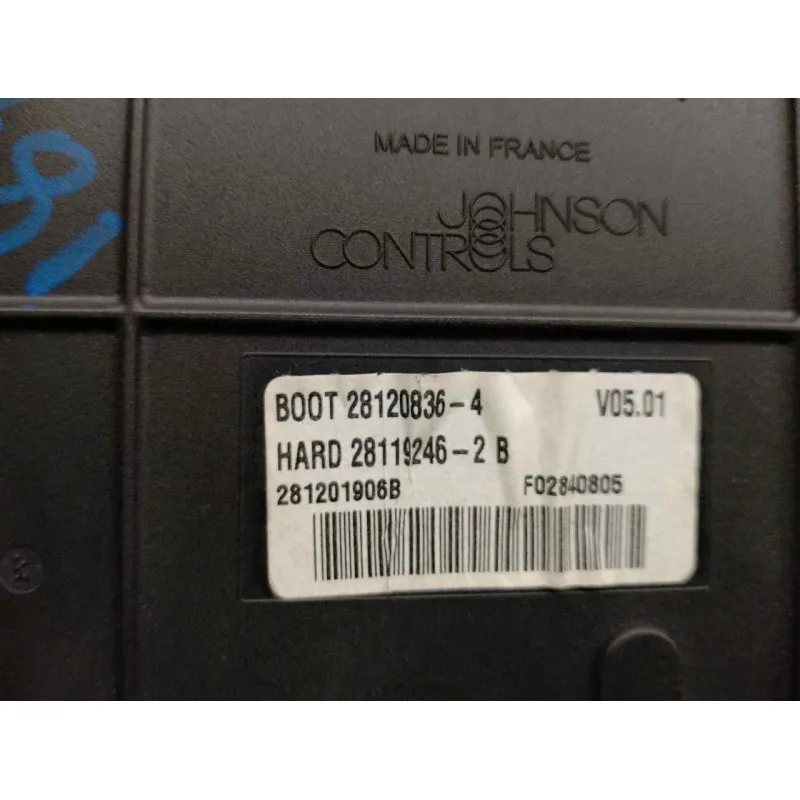 MADE IN FRANCE
JOHNSON
CONTROLS
BOOT 28120836-4 V05.01
HARD 28119246-2 B
281201906B F02840805